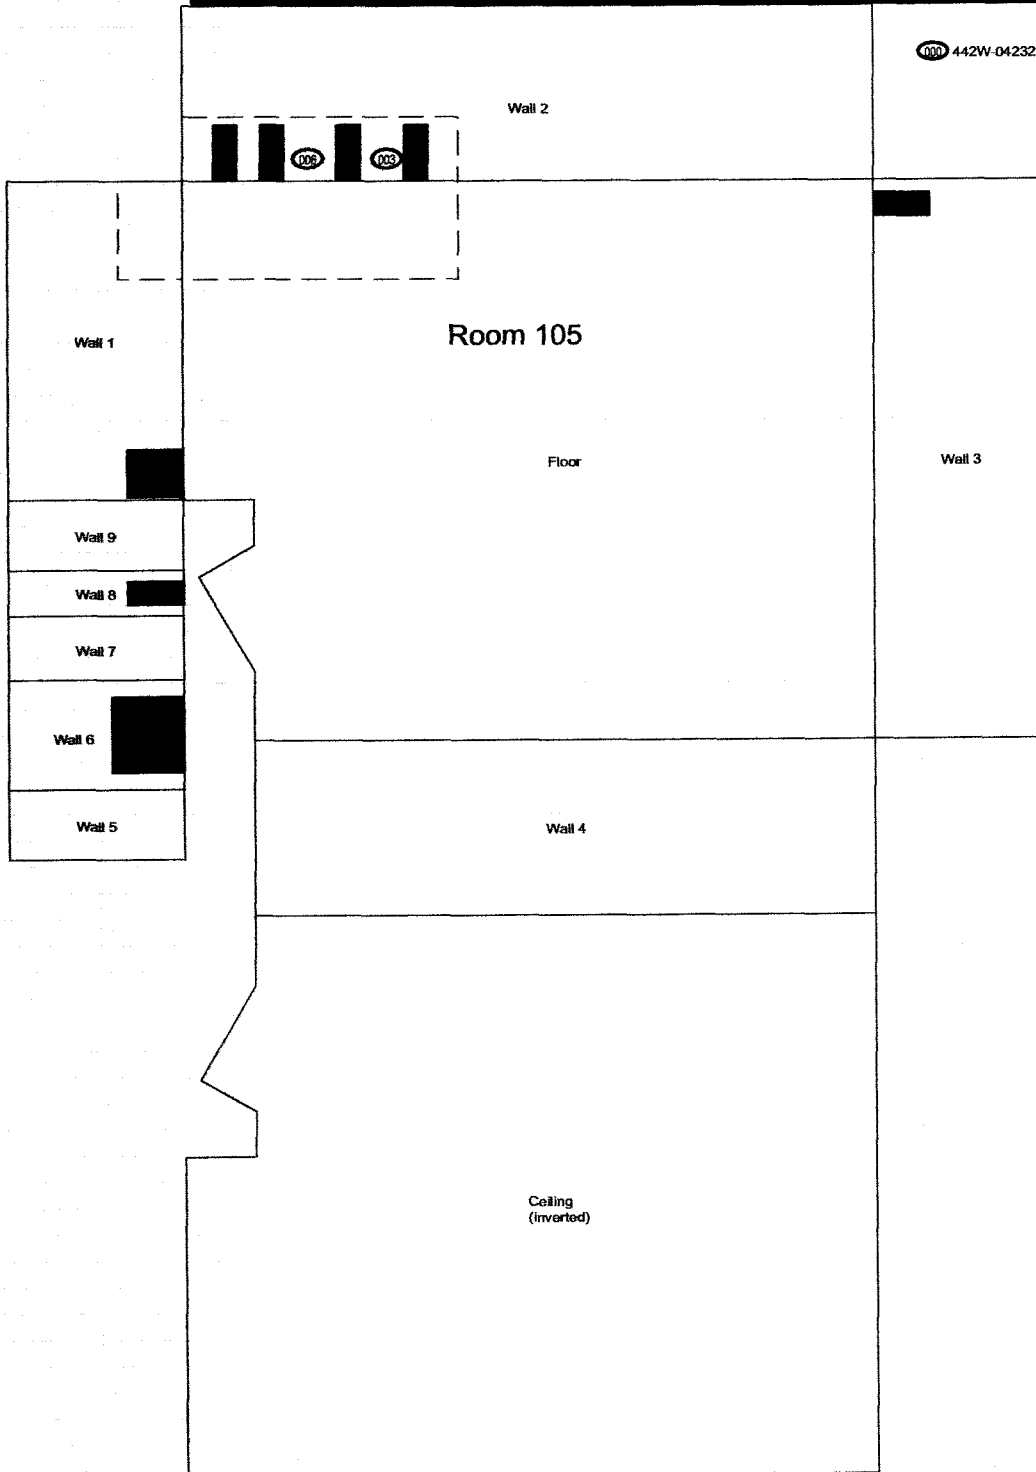 000 442W-04232
Wall 2
006 003
Wall 1
Room 105
Floor
Wall 3
Wall 9
Wall 8
Wall 7
Wall 6
Wall 5
Wall 4
Ceiling
(inverted)